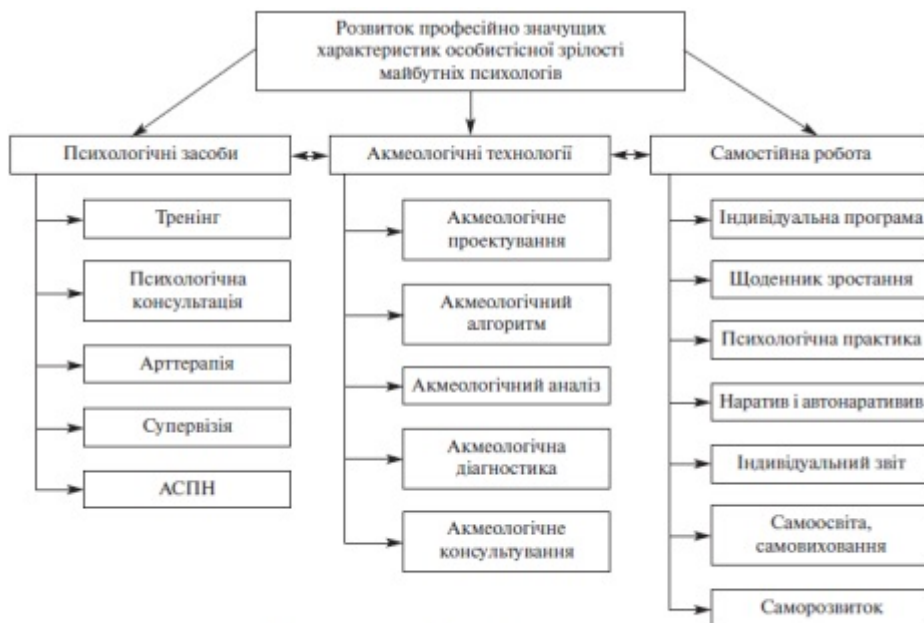 Розвиток професійно значущих
характеристик особистісної зрілості
майбутніх психологів
Психологічні засоби
Акмеологічні технології
Самостійна робота
Тренінг
Психологічна
консультація
Арттерапія
Супервізія
АСПН
Акмеологічне
проектування
Акмеологічний
алгоритм
Акмеологічний аналіз
Акмеологічна
діагностика
Акмеологічне
консультування
Індивідуальна програма
Щоденник зростання
Психологічна практика
Наратив і автонаративив
Індивідуальний звіт
Самоосвіта,
самовиховання
Саморозвиток